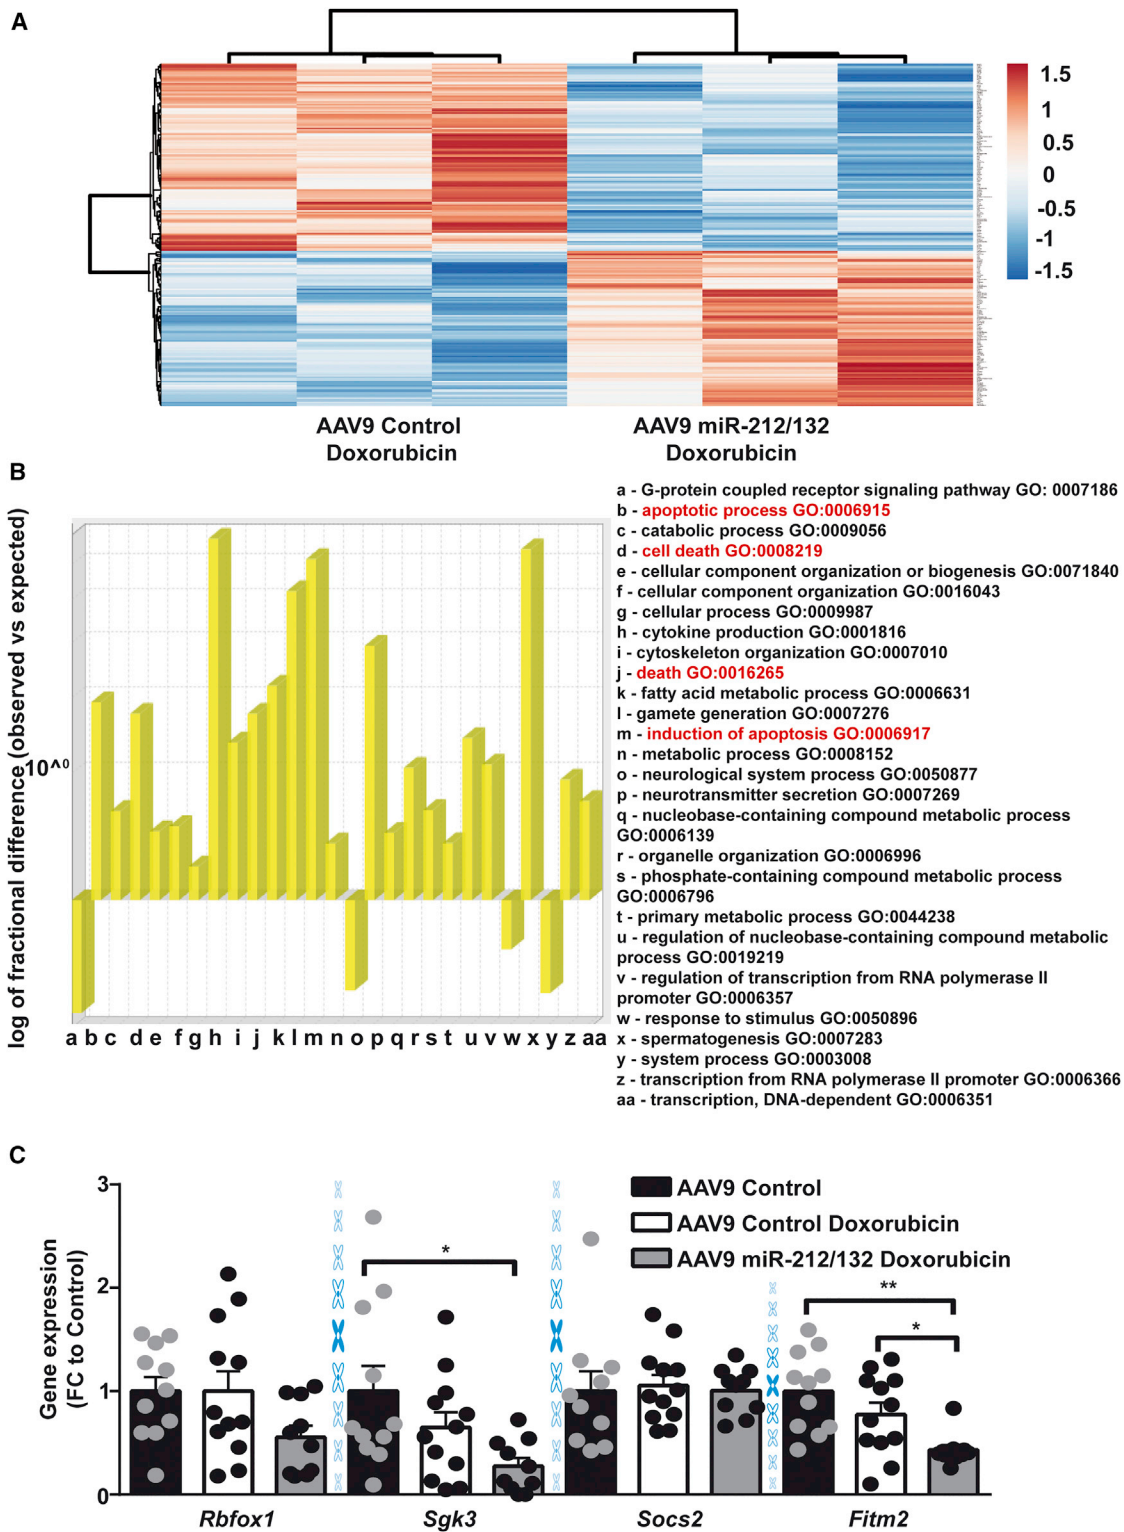 A
1.5
1
0.5
0
-0.5
-1
-1.5
AAV9 Control
Doxorubicin
AAV9 miR-212/132
Doxorubicin
B
log of fractional difference (observed vs expected)
10^0
a b c d e f g h i j k l m n o p q r s t u v w x y z aa
a - G-protein coupled receptor signaling pathway GO: 0007186
b - apoptotic process GO:0006915
c - catabolic process GO:0009056
d - cell death GO:0008219
e - cellular component organization or biogenesis GO:0071840
f - cellular component organization GO:0016043
g - cellular process GO:0009987
h - cytokine production GO:0001816
i - cytoskeleton organization GO:0007010
j - death GO:0016265
k - fatty acid metabolic process GO:0006631
l - gamete generation GO:0007276
m - induction of apoptosis GO:0006917
n - metabolic process GO:0008152
o - neurological system process GO:0050877
p - neurotransmitter secretion GO:0007269
q - nucleobase-containing compound metabolic process
GO:0006139
r - organelle organization GO:0006996
s - phosphate-containing compound metabolic process
GO:0006796
t - primary metabolic process GO:0044238
u - regulation of nucleobase-containing compound metabolic
process GO:0019219
v - regulation of transcription from RNA polymerase II
promoter GO:0006357
w - response to stimulus GO:0050896
x - spermatogenesis GO:0007283
y - system process GO:0003008
z - transcription from RNA polymerase II promoter GO:0006366
aa - transcription, DNA-dependent GO:0006351
C
Gene expression
(FC to Control)
3
2
1
0
AAV9 Control
AAV9 Control Doxorubicin
AAV9 miR-212/132 Doxorubicin
*
**
*
Rbfox1
Sgk3
Socs2
Fitm2